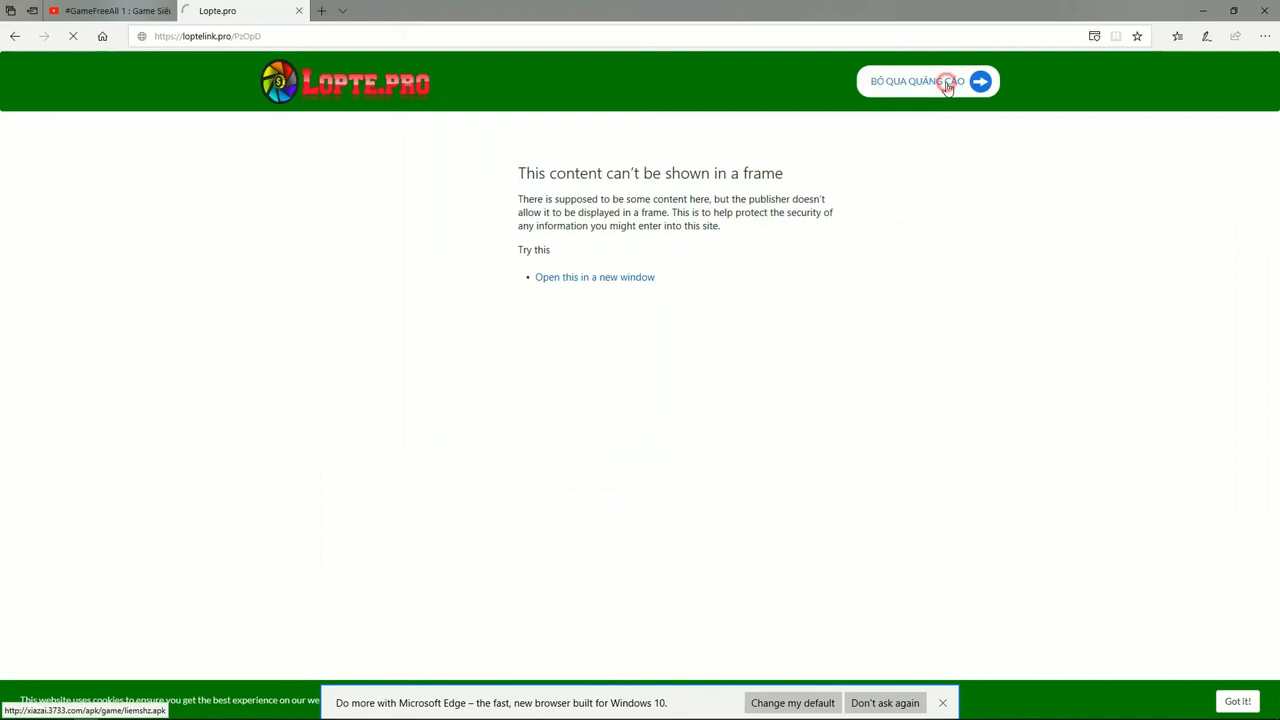 #GameFreeAll 1 : Game Siêu
Lopte.pro
https://loptelink.pro/PzOpD
LOPTE.PRO
BỎ QUA QUẢNG CÁO
This content can't be shown in a frame
There is supposed to be some content here, but the publisher doesn't
allow it to be displayed in a frame. This is to help protect the security of
any information you might enter into this site.
Try this
• Open this in a new window
This website uses cookies to ensure you get the best experience on our we
Got it!
Do more with Microsoft Edge – the fast, new browser built for Windows 10.
Change my default
Don't ask again
http://xiazai.3733.com/apk/game/liemshz.apk